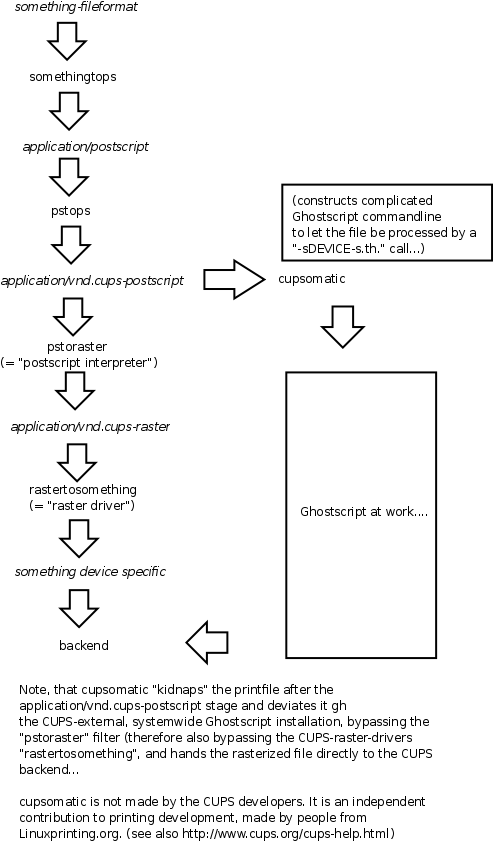 something-fileformat
somethingtops
application/postscript
pstops
application/vnd.cups-postscript
pstoraster
(= "postscript interpreter")
application/vnd.cups-raster
rastertosomething
(= "raster driver")
something device specific
backend
(constructs complicated
Ghostscript commandline
to let the file be processed by a
"-sDEVICE-s.th." call...)
cupsomatic
Ghostscript at work....
Note, that cupsomatic "kidnaps" the printfile after the
application/vnd.cups-postscript stage and deviates it gh
the CUPS-external, systemwide Ghostscript installation, bypassing the
"pstoraster" filter (therefore also bypassing the CUPS-raster-drivers
"rastertosomething", and hands the rasterized file directly to the CUPS
backend...
cupsomatic is not made by the CUPS developers. It is an independent
contribution to printing development, made by people from
Linuxprinting.org. (see also http://www.cups.org/cups-help.html)